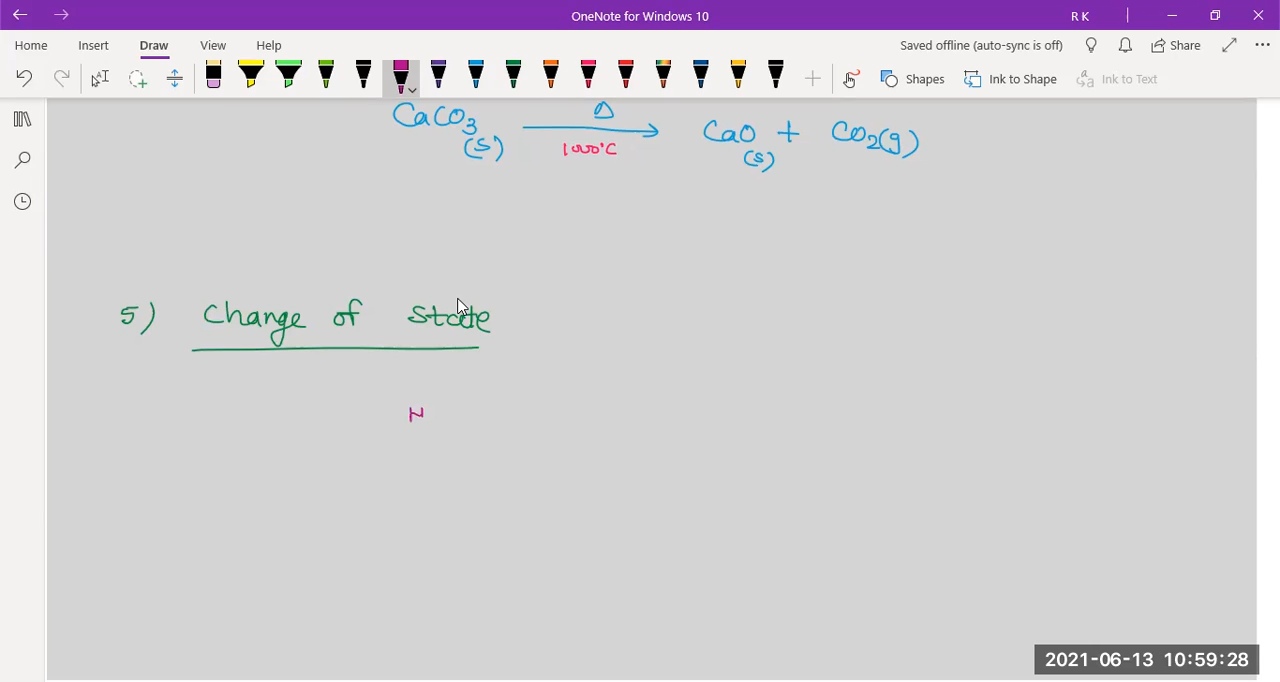 OneNote for Windows 10
R K
Home Insert Draw View Help
Saved offline (auto-sync is off) Share
Shapes Ink to Shape Ink to Text
CaCO3 (s) Δ 1000°C CaO (s) + CO2(g)
5) Change of State
H
2021-06-13 10:59:28